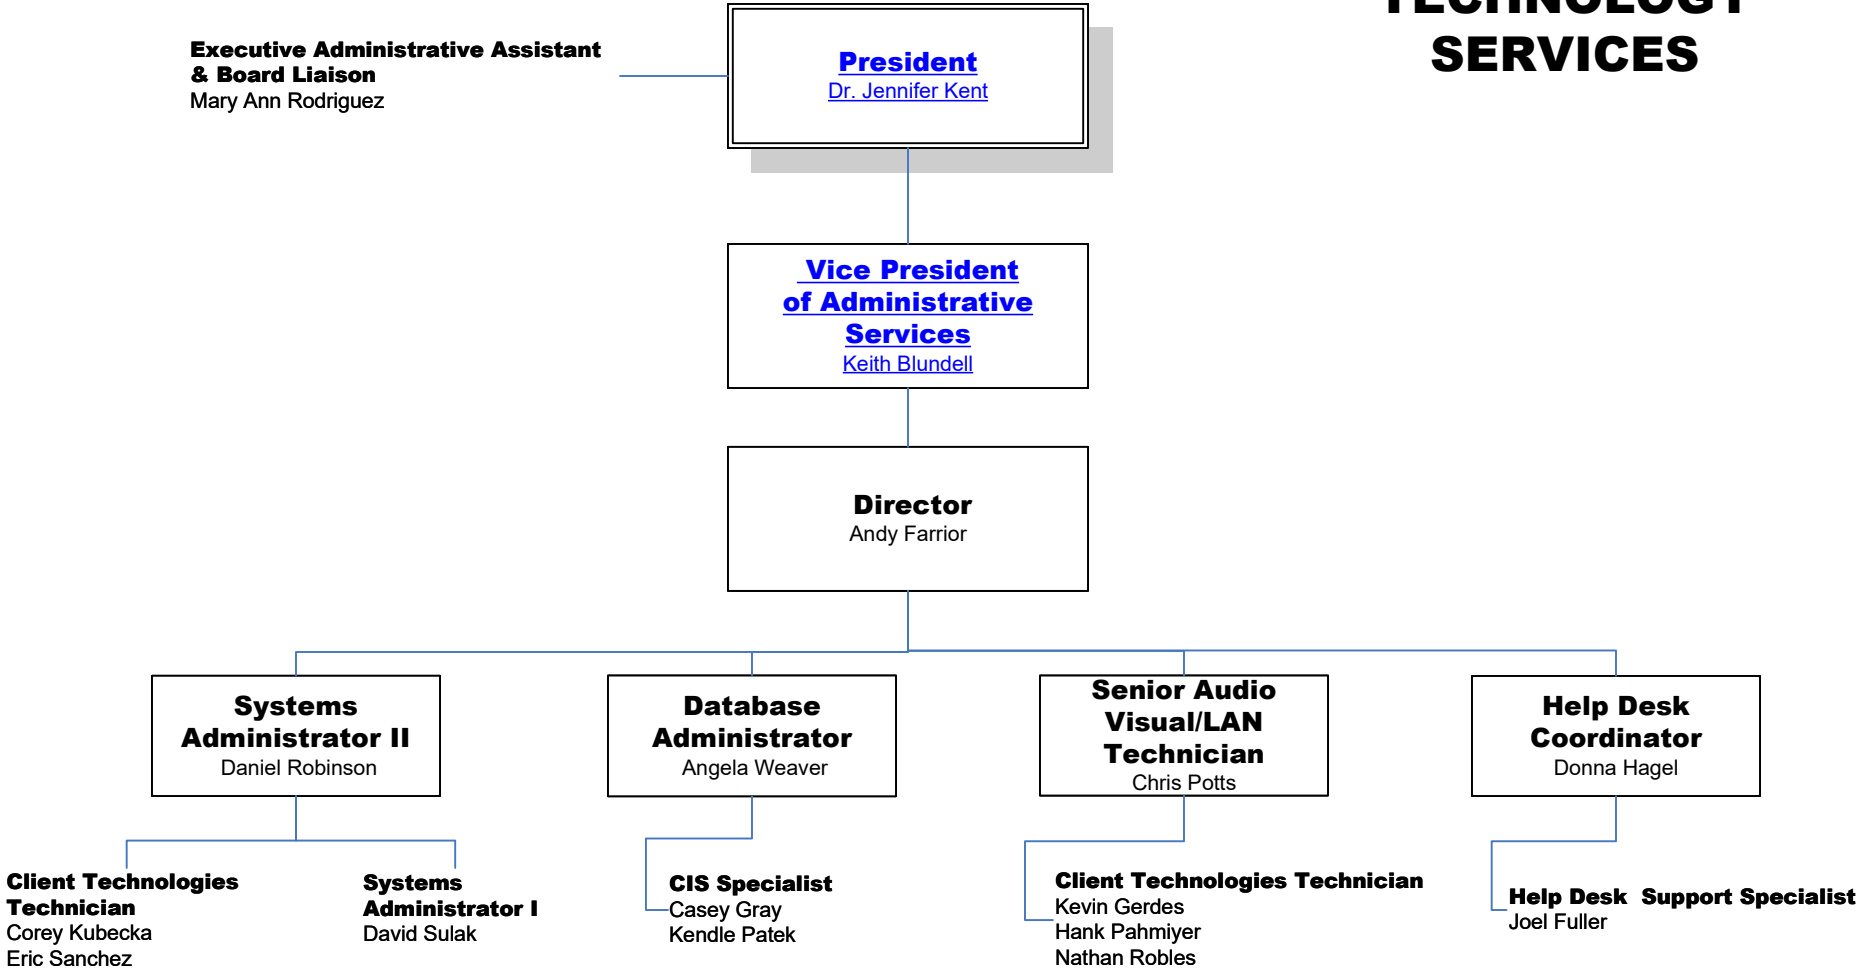 TECHNOLOGY
SERVICES
Executive Administrative Assistant
& Board Liaison
Mary Ann Rodriguez
President
Dr. Jennifer Kent
Vice President
of Administrative
Services
Keith Blundell
Director
Andy Farrior
Systems
Administrator II
Daniel Robinson
Database
Administrator
Angela Weaver
Senior Audio
Visual/LAN
Technician
Chris Potts
Help Desk
Coordinator
Donna Hagel
Client Technologies
Technician
Corey Kubecka
Eric Sanchez
Systems
Administrator I
David Sulak
CIS Specialist
Casey Gray
Kendle Patek
Client Technologies Technician
Kevin Gerdes
Hank Pahmiyer
Nathan Robles
Help Desk  Support Specialist
Joel Fuller